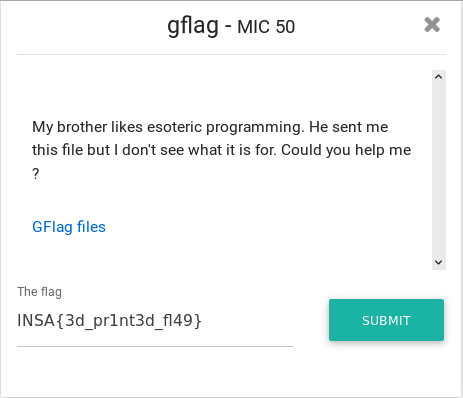 gflag - MIC 50
My brother likes esoteric programming. He sent me
this file but I don't see what it is for. Could you help me
?
GFlag files
The flag
INSA{3d_pr1nt3d_fl49}
SUBMIT